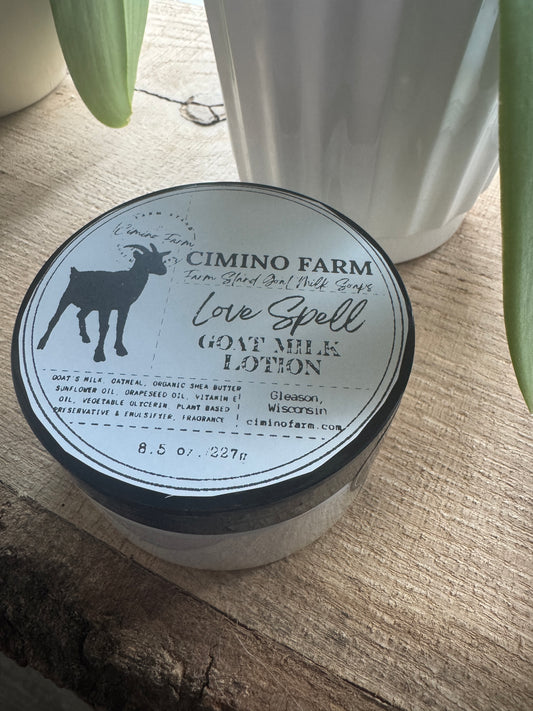 FARM STAND
Cimino Farm
CIMINO FARM
Farm Stand Goat Milk Soaps
Love Spell
GOAT MILK
LOTION
GOAT'S MILK, OATMEAL, ORGANIC SHEA BUTTER
SUNFLOWER OIL, GRAPESEED OIL, VITAMIN E
OIL, VEGETABLE GLYCERIN, PLANT BASED
PRESERVATIVE & EMULSIFYER, FRAGRANCE
Gleason,
Wisconsin
ciminofarm.com
8.5 oz./227g